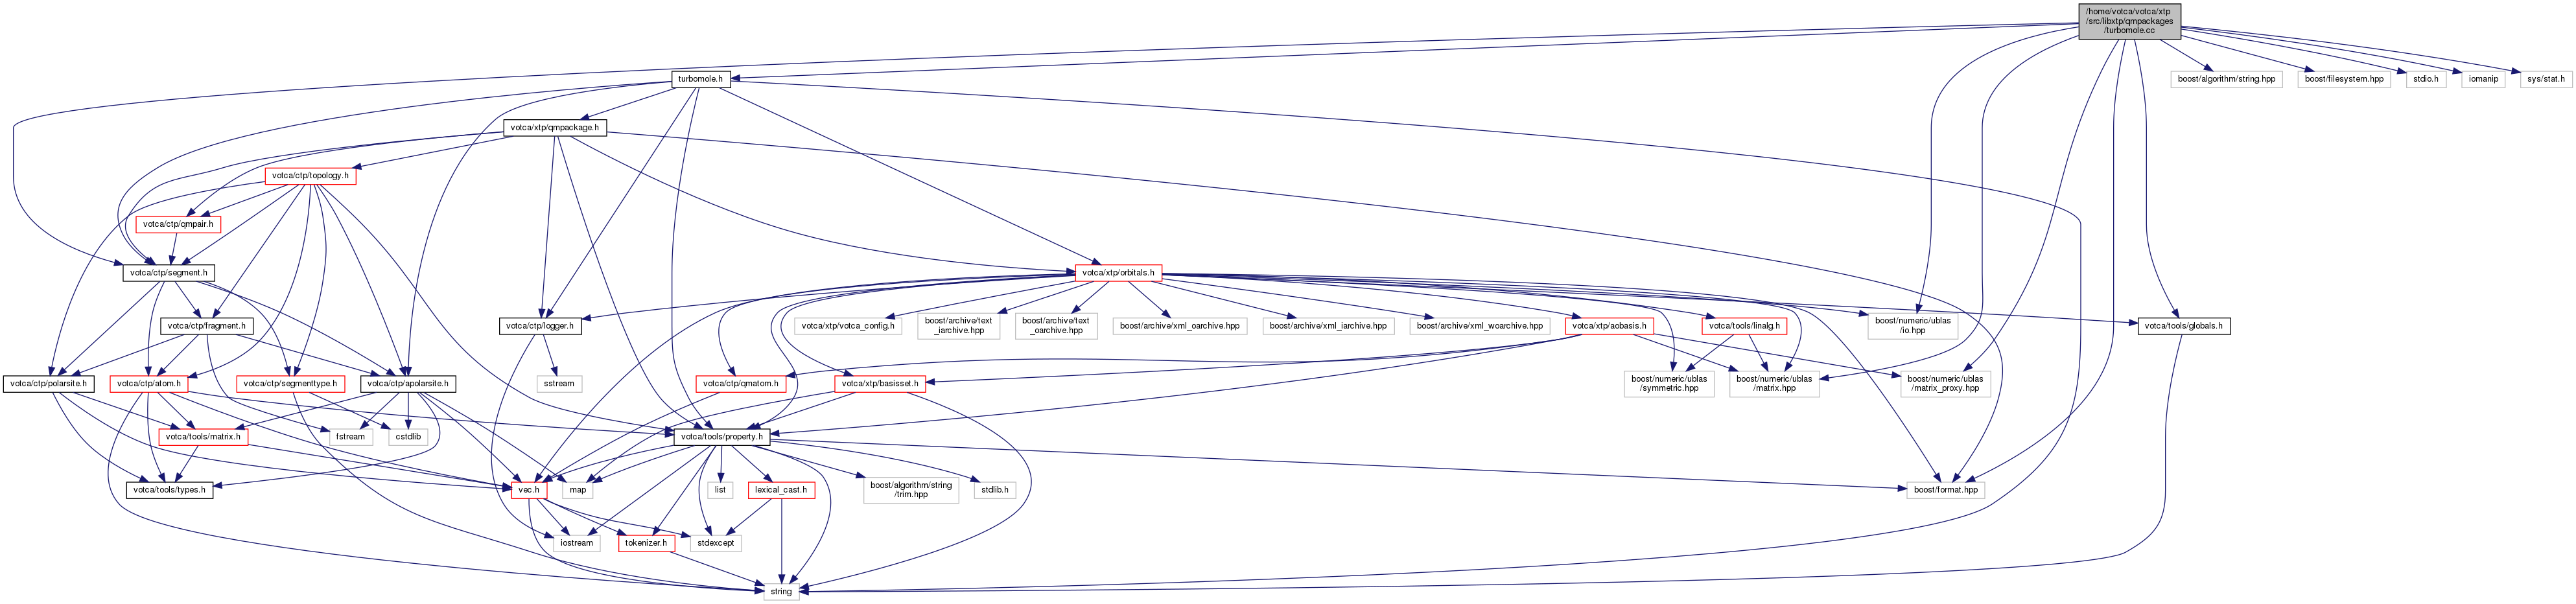 /home/votca/votca/xtp
/src/libxtp/qmpackages
/turbomole.cc
turbomole.h
boost/algorithm/string.hpp
boost/filesystem.hpp
stdio.h
iomanip
sys/stat.h
votca/xtp/qmpackage.h
votca/ctp/topology.h
votca/ctp/qmpair.h
votca/ctp/segment.h
votca/xtp/orbitals.h
votca/ctp/fragment.h
votca/ctp/logger.h
votca/xtp/votca_config.h
boost/archive/text
_iarchive.hpp
boost/archive/text
_oarchive.hpp
boost/archive/xml_oarchive.hpp
boost/archive/xml_iarchive.hpp
boost/archive/xml_woarchive.hpp
votca/xtp/aobasis.h
votca/tools/linalg.h
boost/numeric/ublas
/io.hpp
votca/tools/globals.h
votca/ctp/polarsite.h
votca/ctp/atom.h
votca/ctp/segmenttype.h
votca/ctp/apolarsite.h
sstream
votca/ctp/qmatom.h
votca/xtp/basisset.h
boost/numeric/ublas
/symmetric.hpp
boost/numeric/ublas
/matrix.hpp
boost/numeric/ublas
/matrix_proxy.hpp
votca/tools/matrix.h
fstream
cstdlib
votca/tools/property.h
votca/tools/types.h
vec.h
map
list
lexical_cast.h
boost/algorithm/string
/trim.hpp
stdlib.h
boost/format.hpp
iostream
tokenizer.h
stdexcept
string